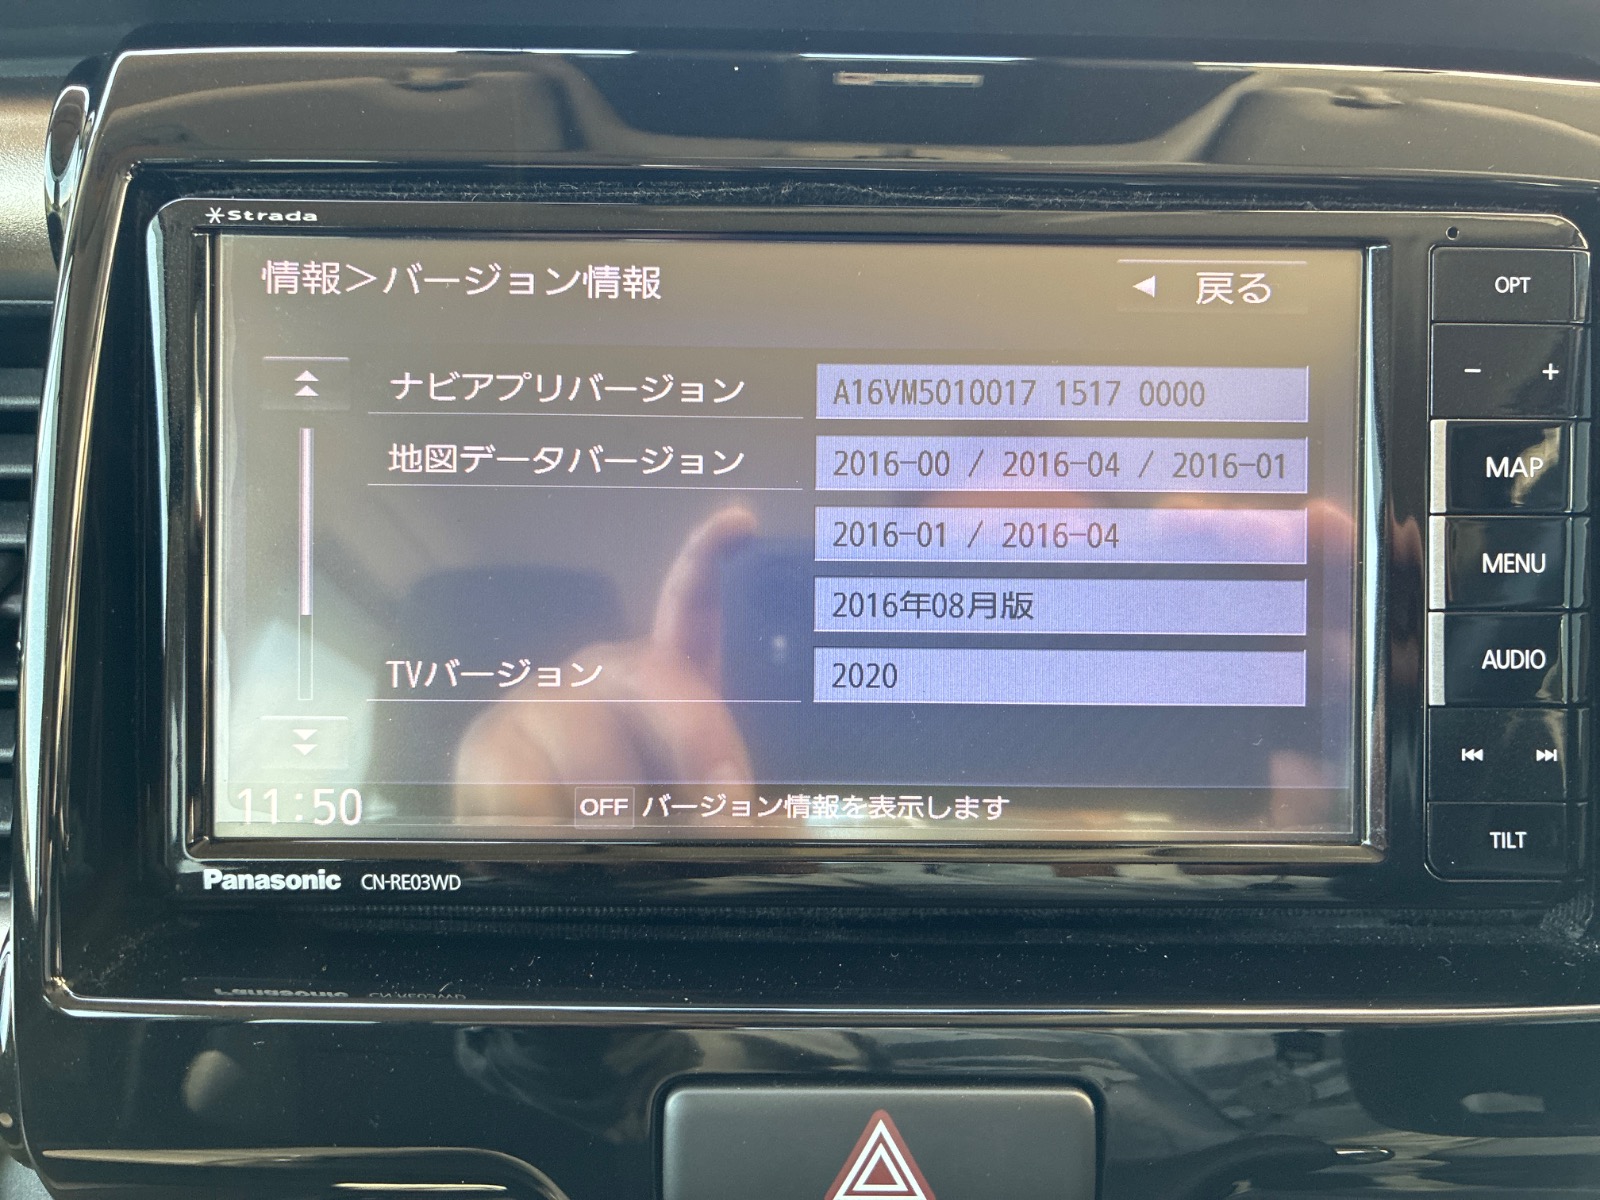 Strada
情報＞バージョン情報
◀ 戻る
ナビアプリバージョン A16VM5010017 1517 0000
地図データバージョン 2016-00 / 2016-04 / 2016-01
2016-01 / 2016-04
2016年08月版
TVバージョン 2020
11:50
OFF バージョン情報を表示します
OPT
− +
MAP
MENU
AUDIO
TILT
Panasonic CN-RE03WD